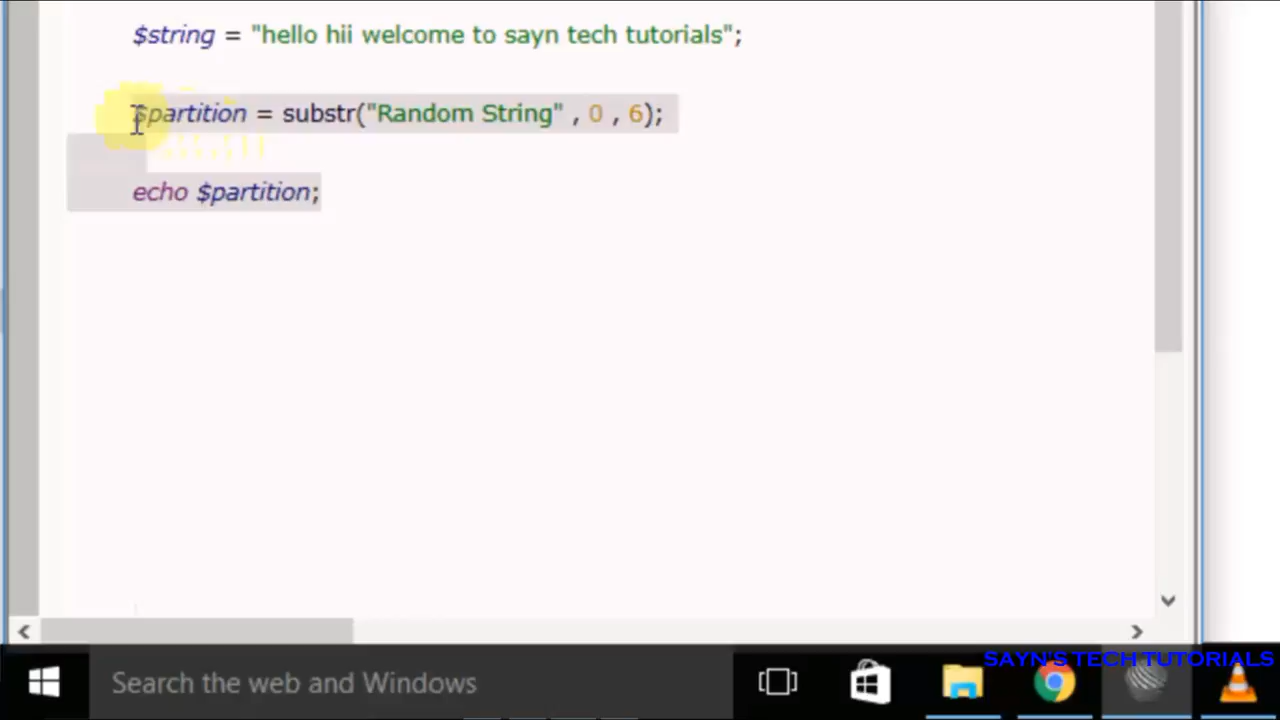 $string = "hello hii welcome to sayn tech tutorials";
$partition = substr("Random String" , 0 , 6);
echo $partition;
Search the web and Windows
SAYN'S TECH TUTORIALS